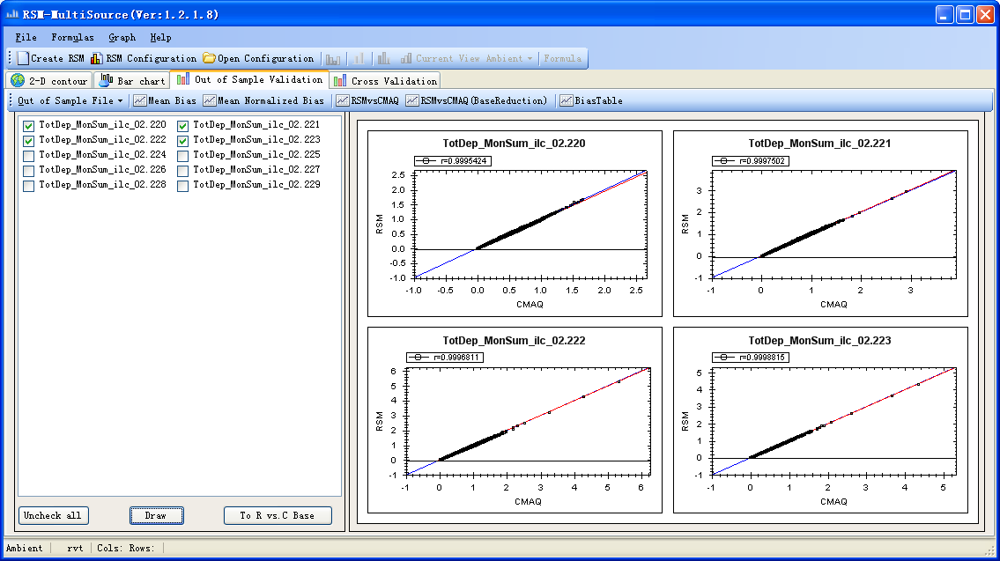 RSM-MultiSource(Ver:1.2.1.8)
File Formulas Graph Help
Create RSM RSM Configuration Open Configuration Current View Ambient Formula
2-D contour Bar chart Out of Sample Validation Cross Validation
Out of Sample File Mean Bias Mean Normalized Bias RSMvsCMAQ RSMvsCMAQ(BaseReduction) BiasTable
TotDep_MonSum_ilc_02.220 TotDep_MonSum_ilc_02.221
TotDep_MonSum_ilc_02.222 TotDep_MonSum_ilc_02.223
TotDep_MonSum_ilc_02.224 TotDep_MonSum_ilc_02.225
TotDep_MonSum_ilc_02.226 TotDep_MonSum_ilc_02.227
TotDep_MonSum_ilc_02.228 TotDep_MonSum_ilc_02.229
Uncheck all Draw To R vs.C Base
TotDep_MonSum_ilc_02.220
r=0.9995424
2.5
2.0
1.5
1.0
0.5
0.0
-0.5
-1.0
RSM
-1.0 -0.5 0.0 0.5 1.0 1.5 2.0 2.5
CMAQ
TotDep_MonSum_ilc_02.221
r=0.9997502
3
2
1
0
-1
RSM
-1 0 1 2 3
CMAQ
TotDep_MonSum_ilc_02.222
r=0.9996811
6
5
4
3
2
1
0
-1
RSM
-1 0 1 2 3 4 5 6
CMAQ
TotDep_MonSum_ilc_02.223
r=0.9998815
5
4
3
2
1
0
-1
RSM
-1 0 1 2 3 4 5
CMAQ
Ambient rvt Cols: Rows: